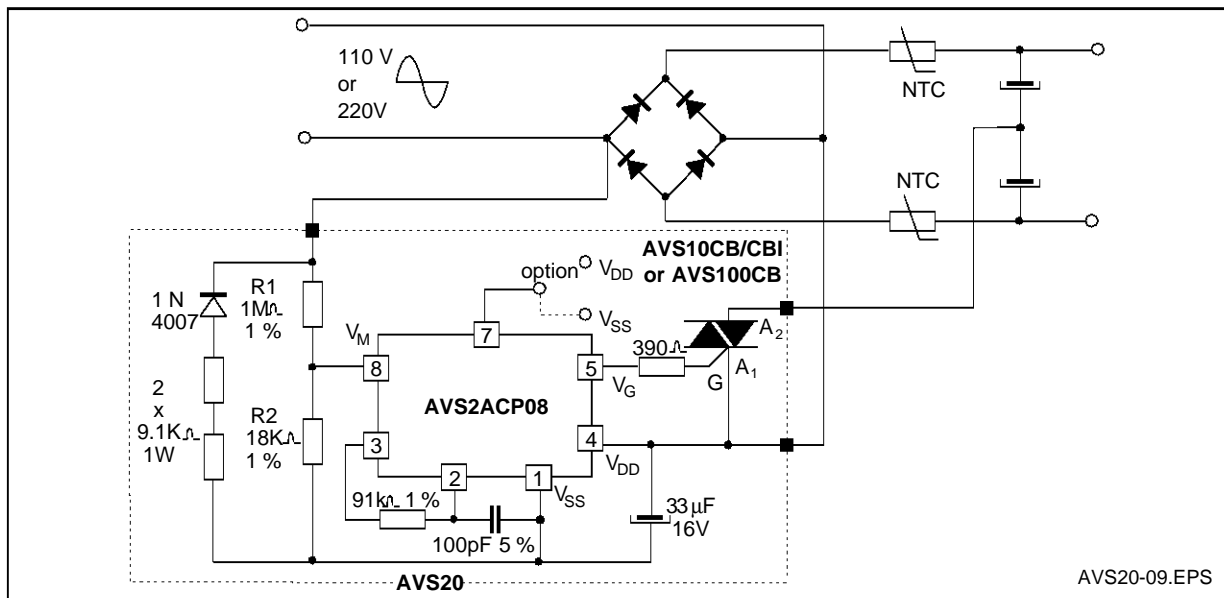 110 V
or
220V
NTC
NTC
AVS10CB/CBI
or AVS100CB
option
VDD
VSS
1 N
4007
R1
1MΩ
1 %
VM
7
8
5
VG
390Ω
G
A2
A1
AVS2ACP08
2
x
9.1KΩ
1W
R2
18KΩ
1 %
3
4
VDD
2
1
VSS
91kΩ 1 %
100pF 5 %
33 µF
16V
AVS20
AVS20-09.EPS